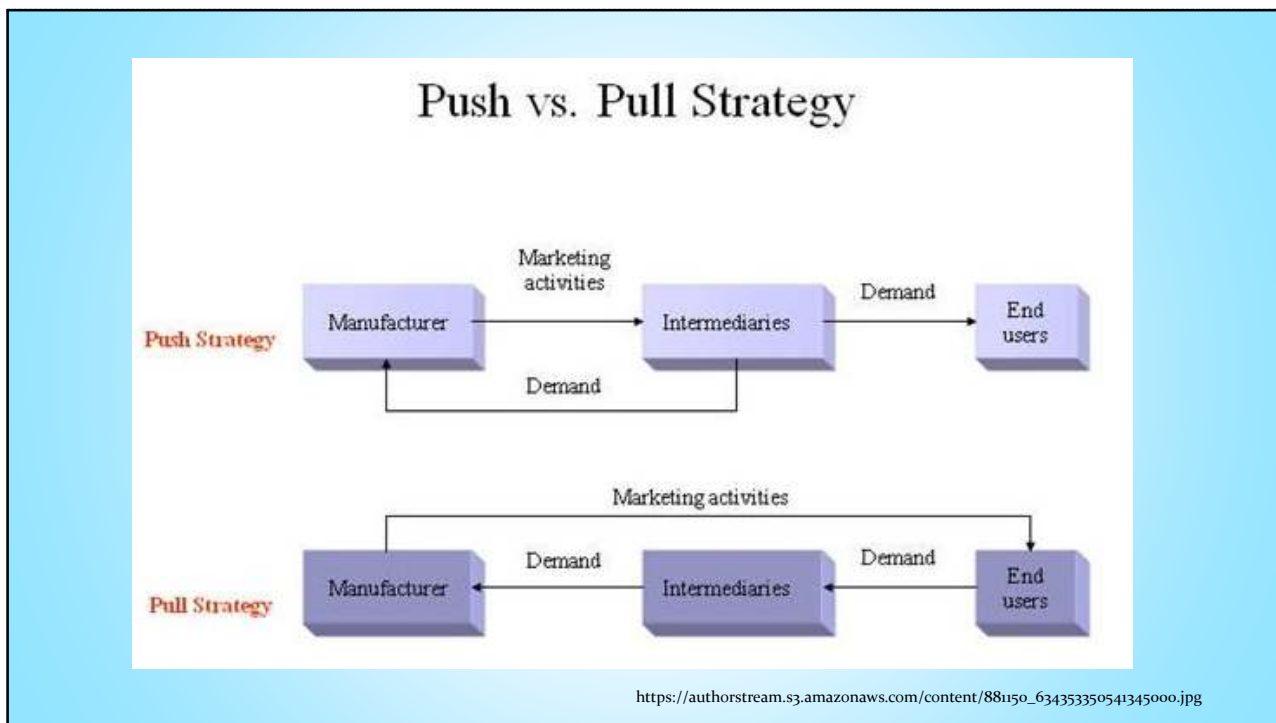 Push vs. Pull Strategy
Marketing
activities
Demand
Manufacturer
Intermediaries
End
users
Push Strategy
Demand
Marketing activities
Demand
Demand
Manufacturer
Intermediaries
End
users
Pull Strategy
https://authorstream.s3.amazonaws.com/content/881150_634353350541345000.jpg